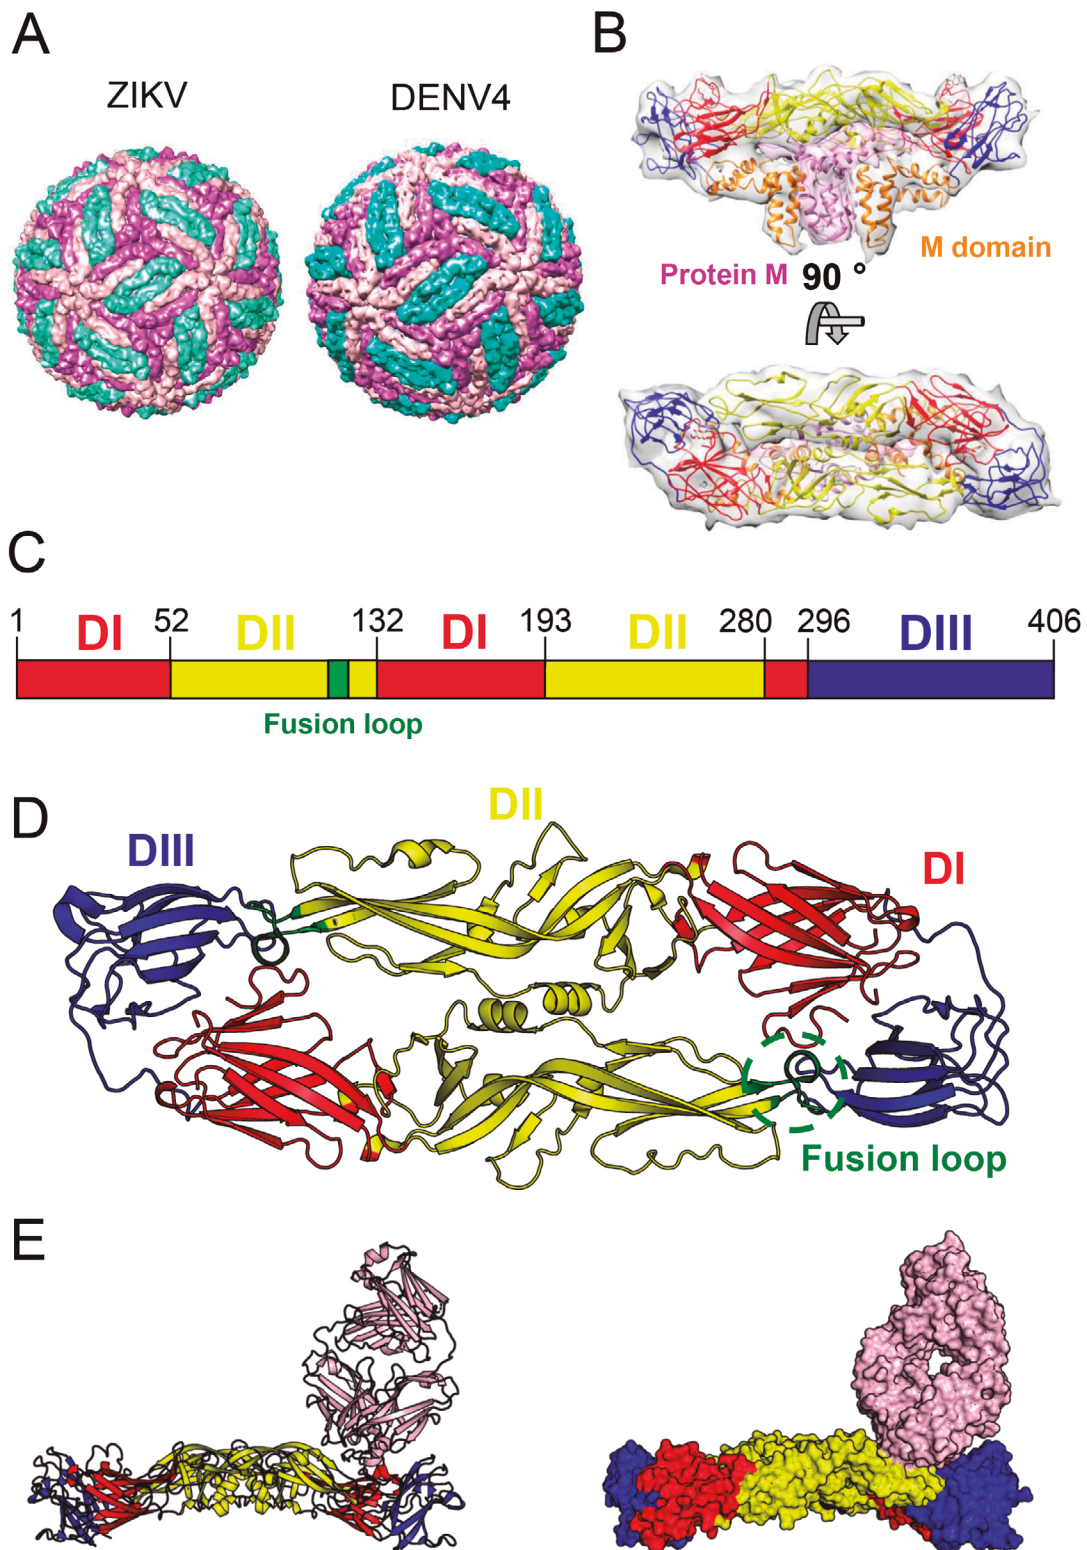 A
ZIKV
DENV4
B
M domain
Protein M
90 °
C
1 52 132 193 280 296 406
DI DII DI DII DIII
Fusion loop
D
DIII
DII
DI
Fusion loop
E